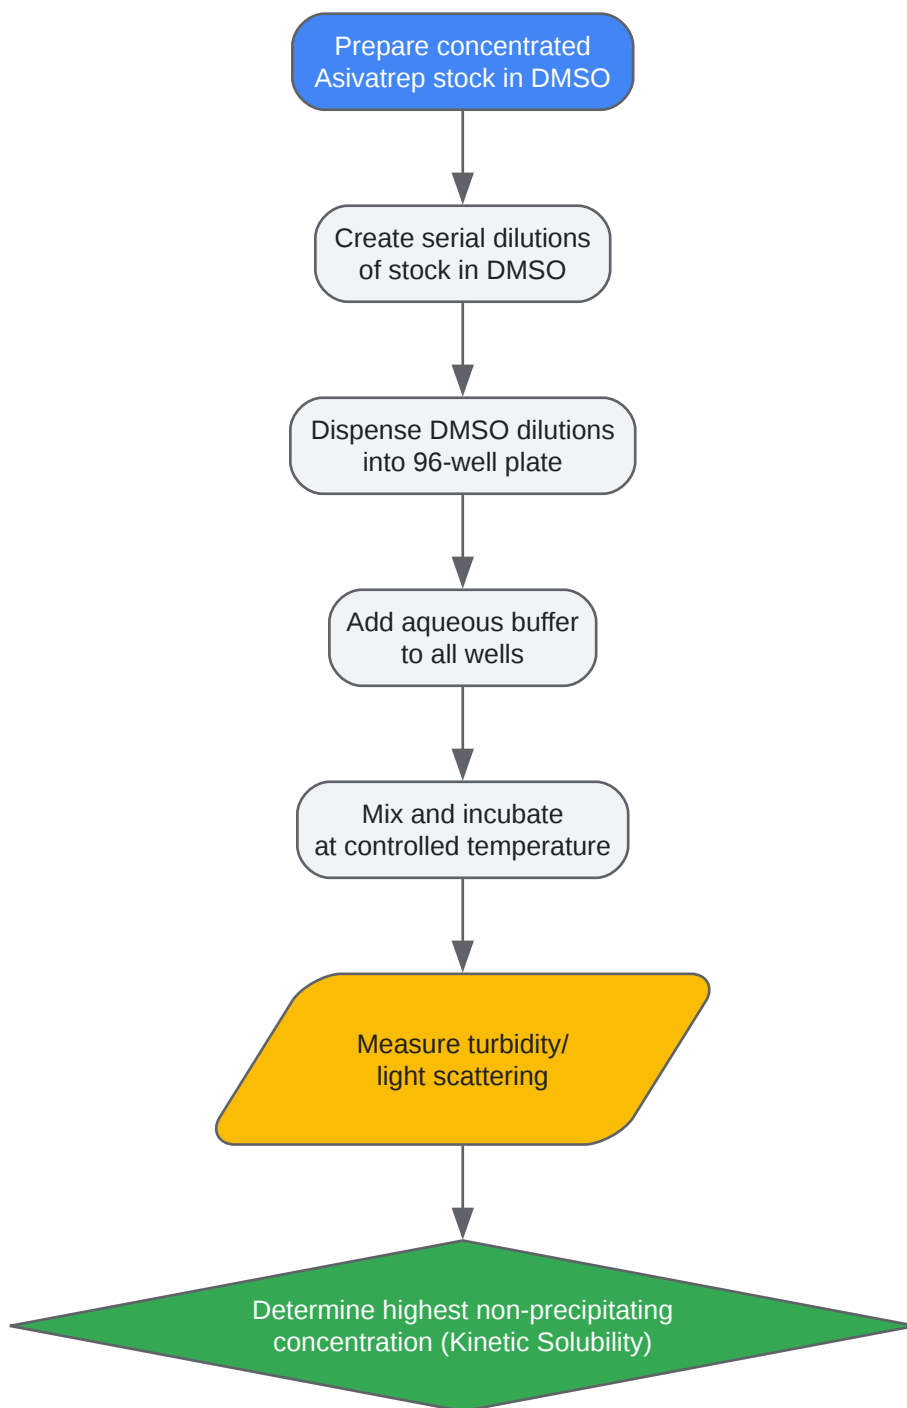 Prepare concentrated
Asivatrep stock in DMSO
Create serial dilutions
of stock in DMSO
Dispense DMSO dilutions
into 96-well plate
Add aqueous buffer
to all wells
Mix and incubate
at controlled temperature
Measure turbidity/
light scattering
Determine highest non-precipitating
concentration (Kinetic Solubility)